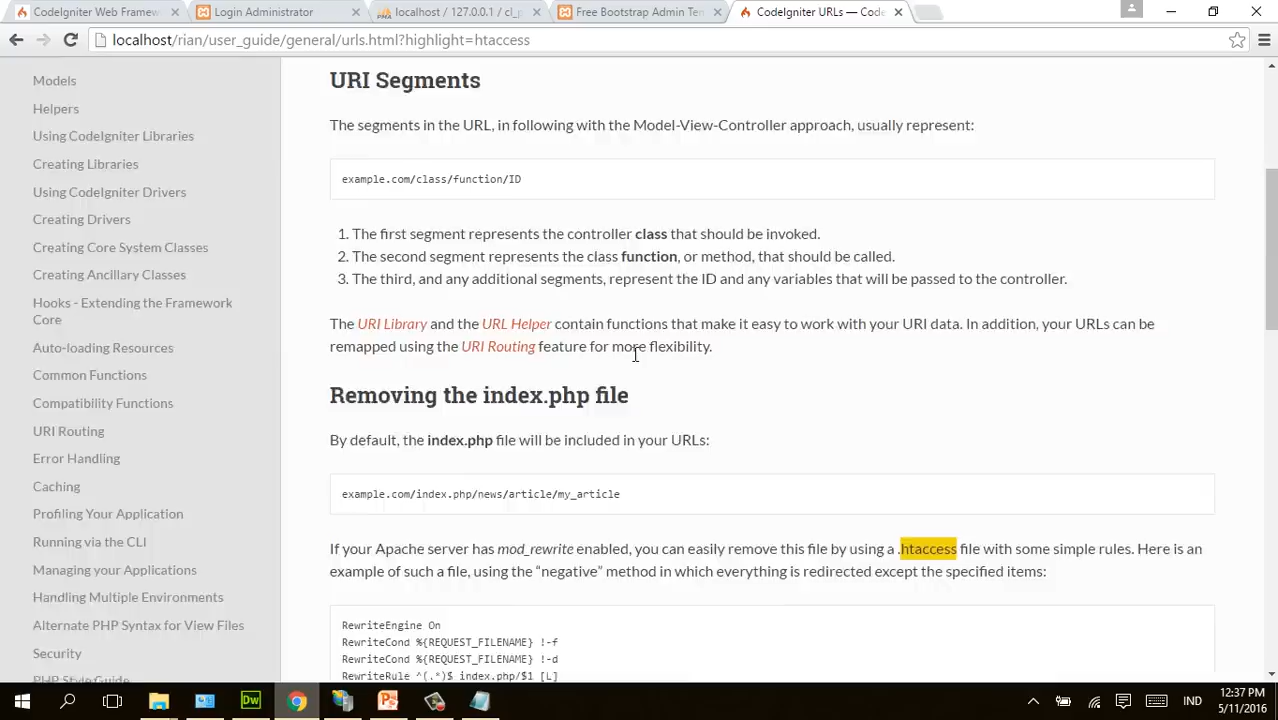 CodeIgniter Web Framew
Login Administrator
localhost / 127.0.0.1 / cl_p
Free Bootstrap Admin Ten
CodeIgniter URLs — Code
localhost/rian/user_guide/general/urls.html?highlight=htaccess
Models
Helpers
Using CodeIgniter Libraries
Creating Libraries
Using CodeIgniter Drivers
Creating Drivers
Creating Core System Classes
Creating Ancillary Classes
Hooks - Extending the Framework
Core
Auto-loading Resources
Common Functions
Compatibility Functions
URI Routing
Error Handling
Caching
Profiling Your Application
Running via the CLI
Managing your Applications
Handling Multiple Environments
Alternate PHP Syntax for View Files
Security
PHP Style Guide
URI Segments
The segments in the URL, in following with the Model-View-Controller approach, usually represent:
example.com/class/function/ID
1. The first segment represents the controller class that should be invoked.
2. The second segment represents the class function, or method, that should be called.
3. The third, and any additional segments, represent the ID and any variables that will be passed to the controller.
The URI Library and the URL Helper contain functions that make it easy to work with your URI data. In addition, your URLs can be
remapped using the URI Routing feature for more flexibility.
Removing the index.php file
By default, the index.php file will be included in your URLs:
example.com/index.php/news/article/my_article
If your Apache server has mod_rewrite enabled, you can easily remove this file by using a .htaccess file with some simple rules. Here is an
example of such a file, using the “negative” method in which everything is redirected except the specified items:
RewriteEngine On
RewriteCond %{REQUEST_FILENAME} !-f
RewriteCond %{REQUEST_FILENAME} !-d
RewriteRule ^(.*)$ index.php/$1 [L]
Dw
IND
12:37 PM
5/11/2016